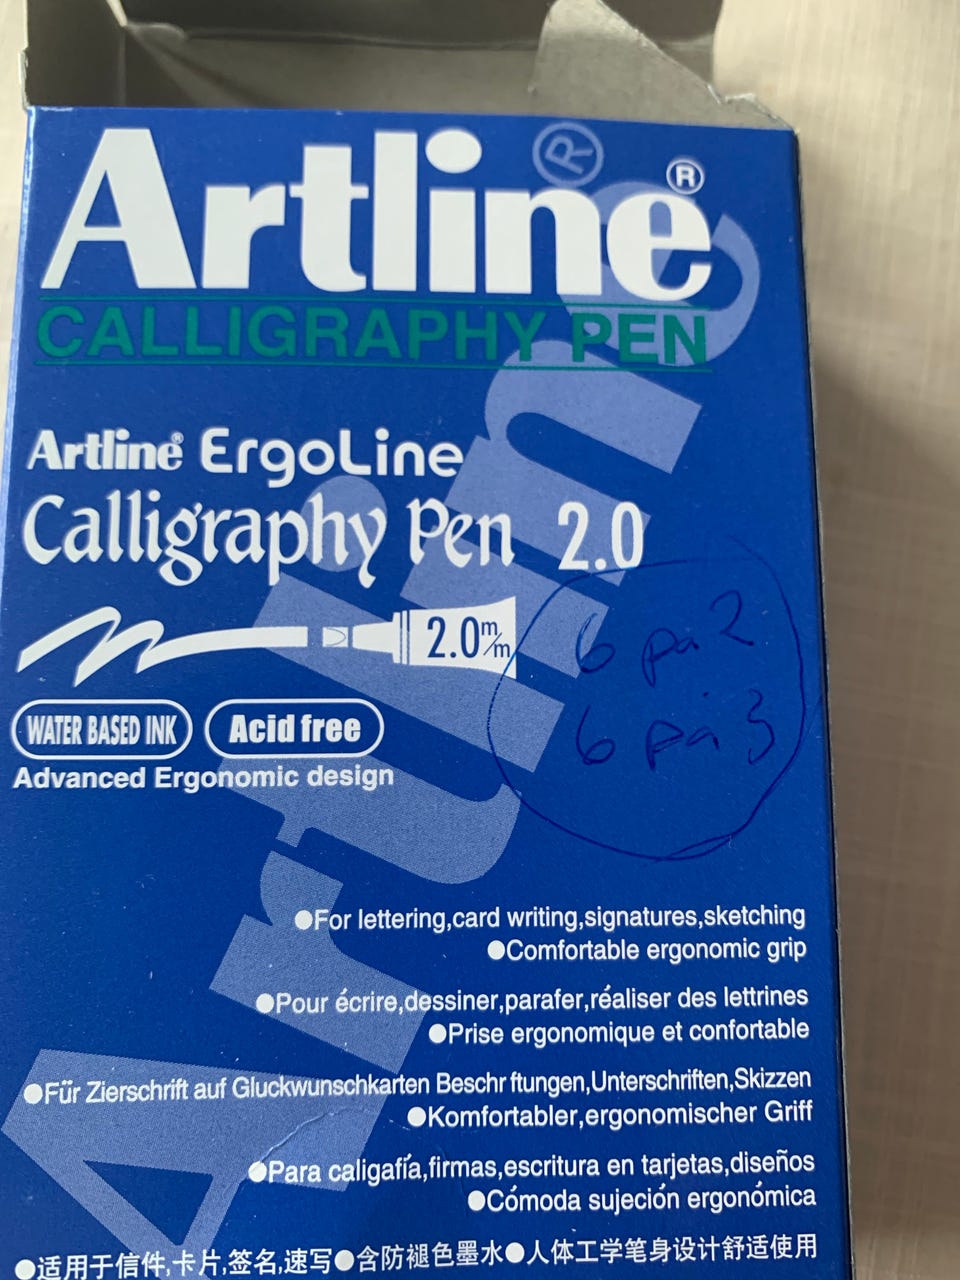 Artline®
CALLIGRAPHY PEN
Artline® ErgoLine
Calligraphy Pen 2.0
2.0m/m
6 på 2
6 på 3
WATER BASED INK Acid free
Advanced Ergonomic design
●For lettering,card writing,signatures,sketching
●Comfortable ergonomic grip
●Pour écrire,dessiner,parafer,réaliser des lettrines
●Prise ergonomique et confortable
●Für Zierschrift auf Gluckwunschkarten Beschr ftungen,Unterschriften,Skizzen
●Komfortabler,ergonomischer Griff
●Para caligafía,firmas,escritura en tarjetas,diseños
●Cómoda sujeción ergonómica
●适用于信件,卡片,签名,速写●含防褪色墨水●人体工学笔身设计舒适使用
Artline®